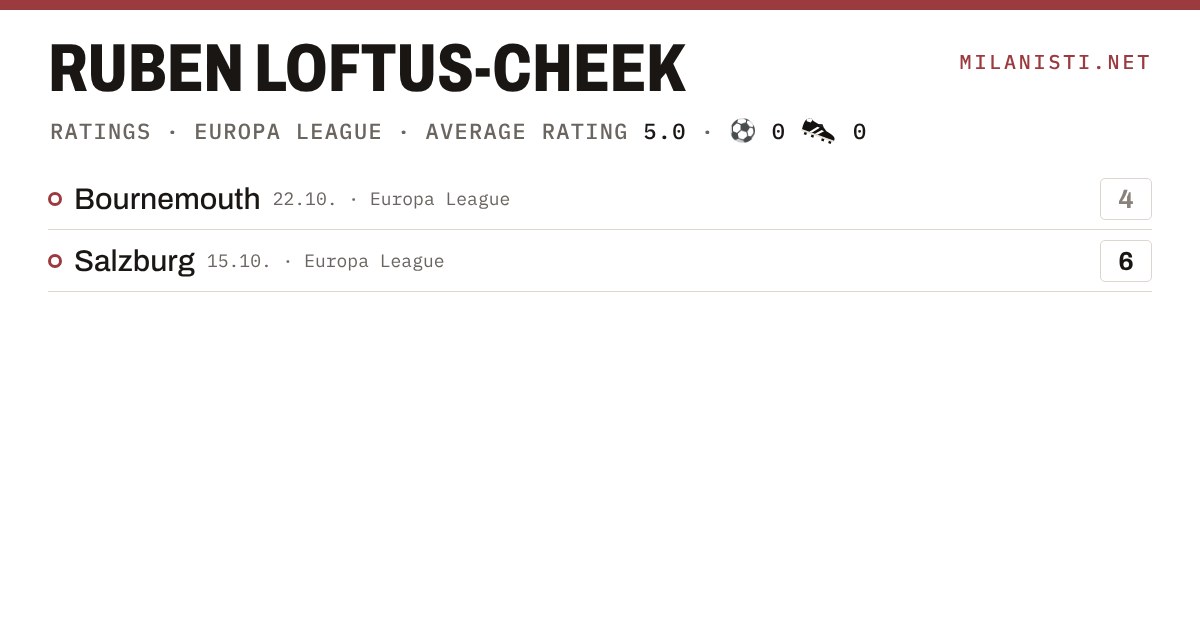 RUBEN LOFTUS-CHEEK
MILANISTI.NET
RATINGS · EUROPA LEAGUE · AVERAGE RATING 5.0 · ⚽ 0 👟 0
Bournemouth 22.10. · Europa League 4
Salzburg 15.10. · Europa League 6